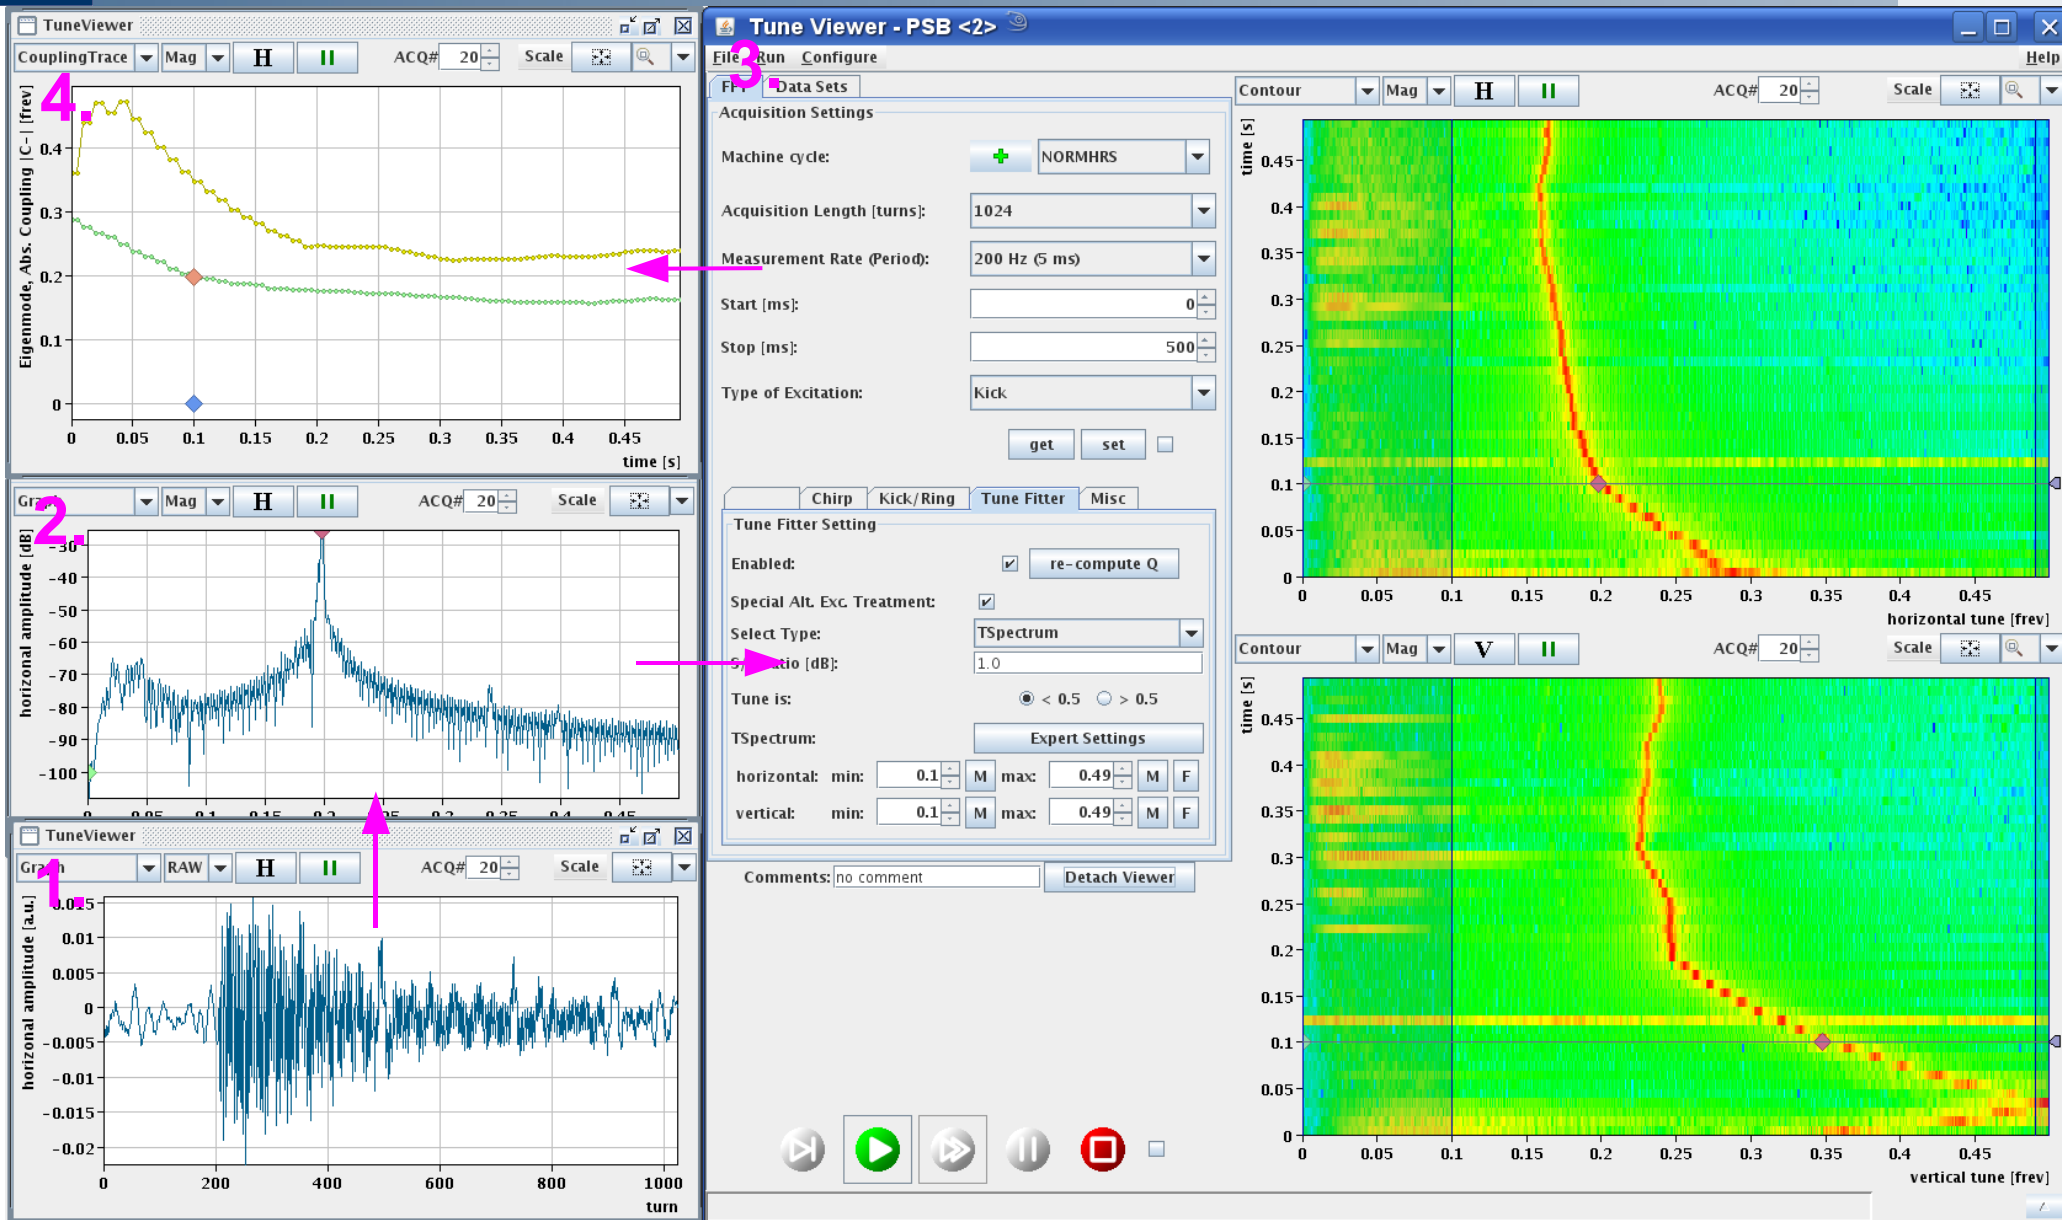 TuneViewer
CouplingTrace Mag H ACQ# 20 Scale
4.
Eigenmode, Abs. Coupling |C-| [frev]
0.4
0.3
0.2
0.1
0
0 0.05 0.1 0.15 0.2 0.25 0.3 0.35 0.4 0.45
time [s]
Mag H ACQ# 20 Scale
2.
horizonal amplitude [dB]
-30
-40
-50
-60
-70
-80
-90
-100
TuneViewer
RAW H ACQ# 20 Scale
1.
horizonal amplitude [a.u.]
0.015
0.01
0.005
0
-0.005
-0.01
-0.015
-0.02
0 200 400 600 800 1000
turn
Tune Viewer - PSB <2>
File Run Configure Help
3.
Data Sets
Acquisition Settings
Machine cycle: NORMHRS
Acquisition Length [turns]: 1024
Measurement Rate (Period): 200 Hz (5 ms)
Start [ms]: 0
Stop [ms]: 500
Type of Excitation: Kick
get set
Chirp Kick/Ring Tune Fitter Misc
Tune Fitter Setting
Enabled: re-compute Q
Special Alt. Exc. Treatment:
Select Type: TSpectrum
[dB]: 1.0
Tune is: < 0.5 > 0.5
TSpectrum: Expert Settings
horizontal: min: 0.1 M max: 0.49 M F
vertical: min: 0.1 M max: 0.49 M F
Comments: no comment Detach Viewer
Contour Mag H ACQ# 20 Scale
time [s]
0.45
0.4
0.35
0.3
0.25
0.2
0.15
0.1
0.05
0
0 0.05 0.1 0.15 0.2 0.25 0.3 0.35 0.4 0.45
horizontal tune [frev]
Contour Mag V ACQ# 20 Scale
time [s]
0.45
0.4
0.35
0.3
0.25
0.2
0.15
0.1
0.05
0
0 0.05 0.1 0.15 0.2 0.25 0.3 0.35 0.4 0.45
vertical tune [frev]